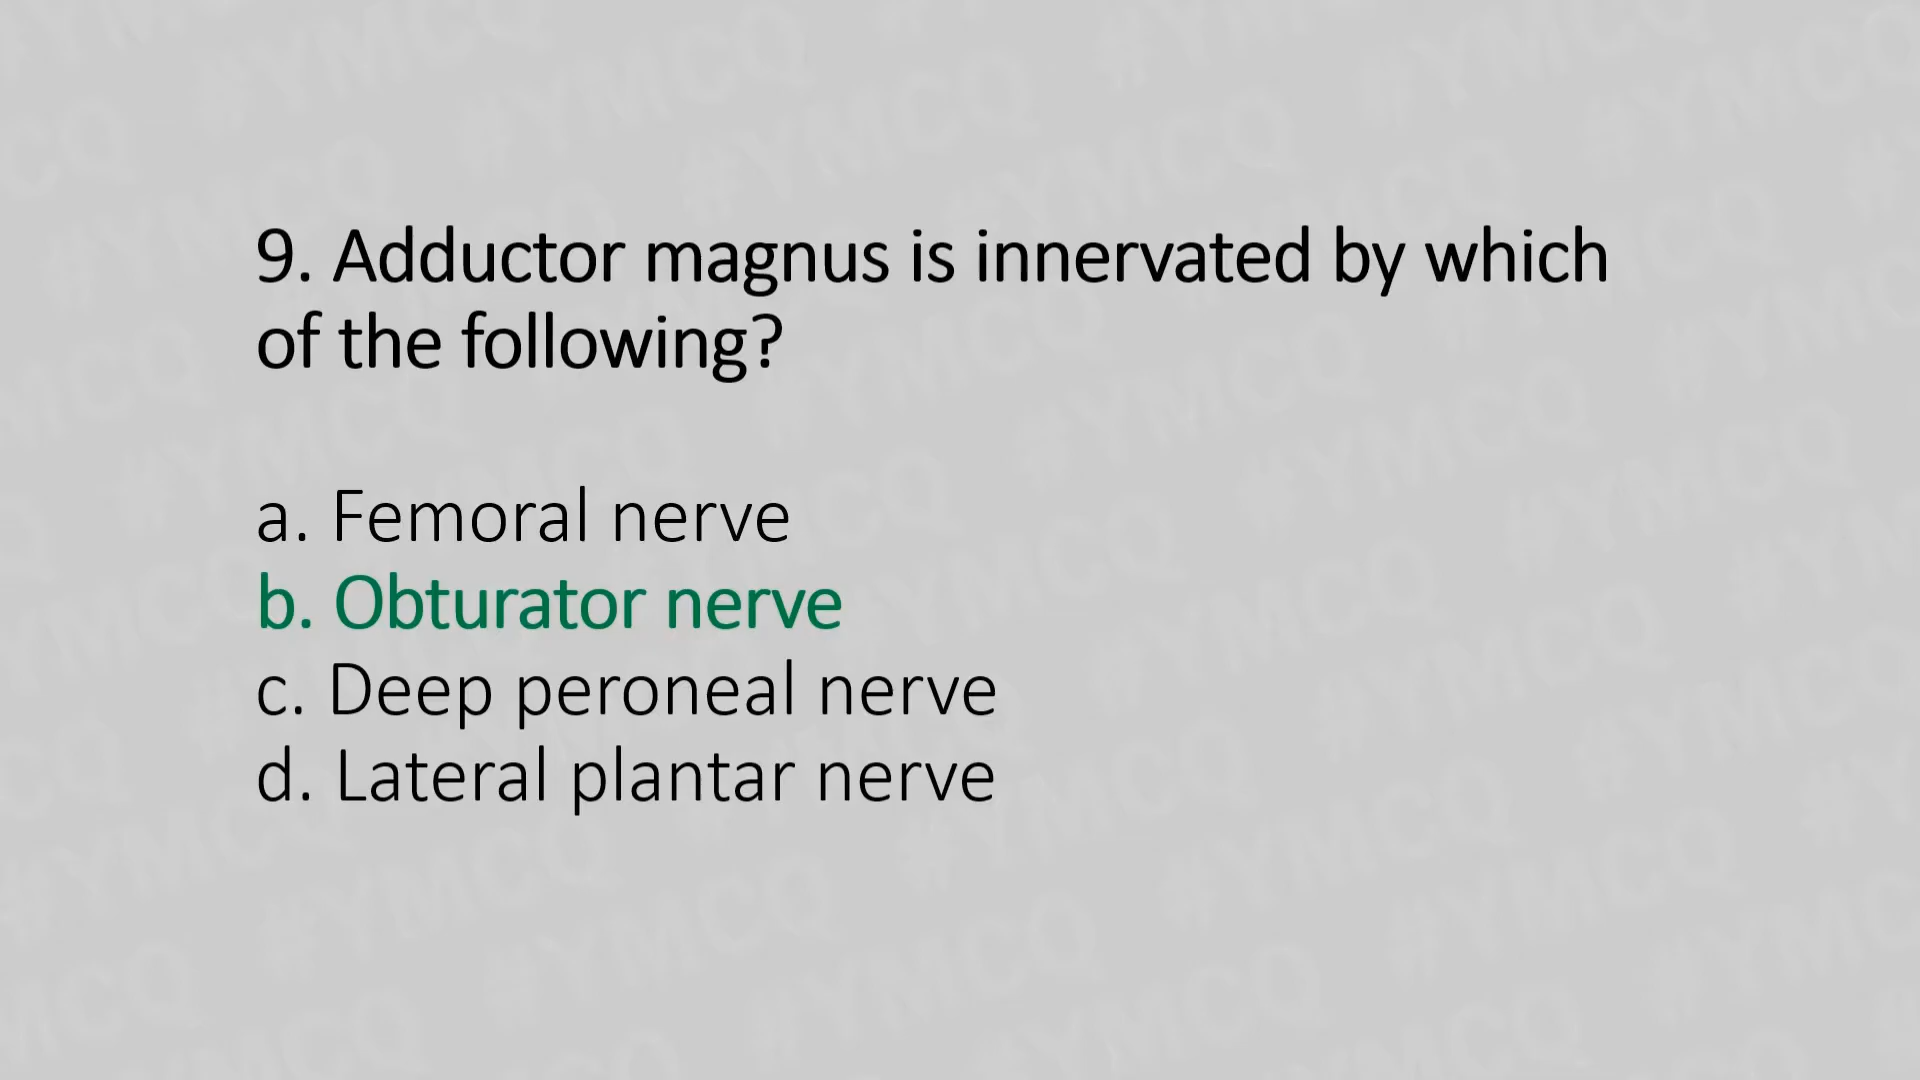 9. Adductor magnus is innervated by which
of the following?
a. Femoral nerve
b. Obturator nerve
c. Deep peroneal nerve
d. Lateral plantar nerve